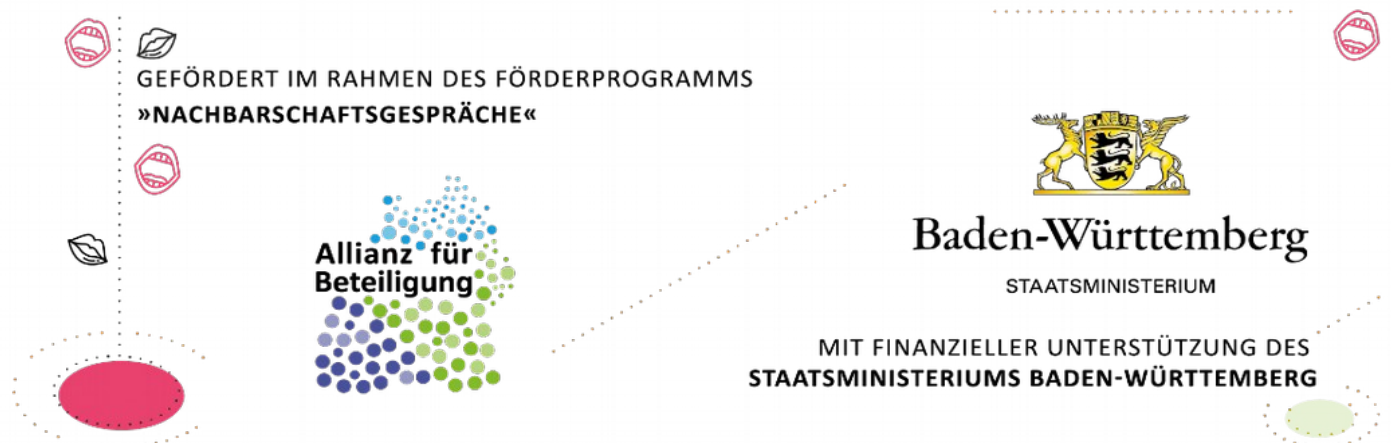 GEFÖRDERT IM RAHMEN DES FÖRDERPROGRAMMS
»NACHBARSCHAFTSGESPRÄCHE«
Allianz für
Beteiligung
Baden-Württemberg
STAATSMINISTERIUM
MIT FINANZIELLER UNTERSTÜTZUNG DES
STAATSMINISTERIUMS BADEN-WÜRTTEMBERG